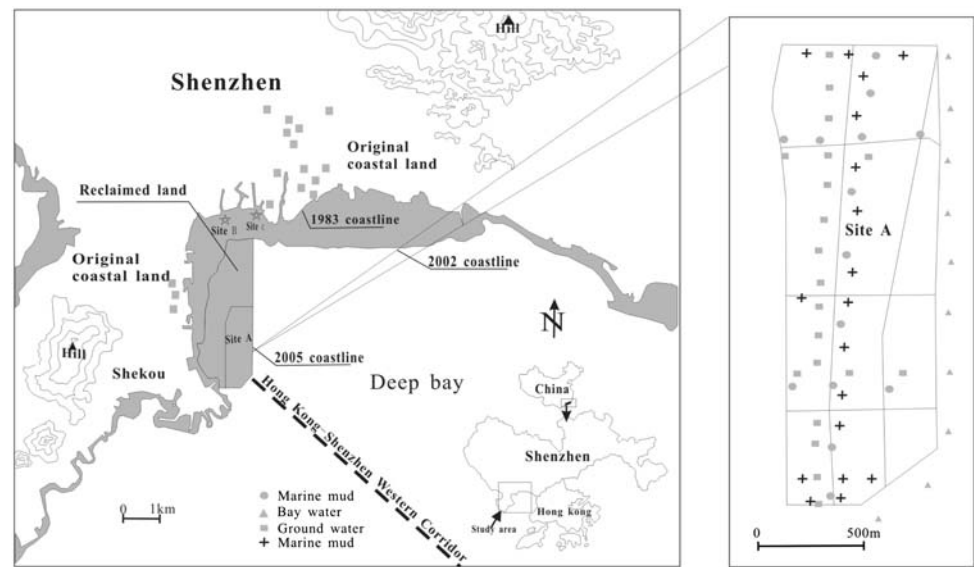 Hill
Shenzhen
Original
coastal land
Reclaimed land
Site B
Site C
1983 coastline
2002 coastline
Original
coastal land
N
Site A
2005 coastline
Hill
Shekou
Deep bay
Hong Kong-Shenzhen Western Corridor
China
Shenzhen
Hong kong
Study area
Marine mud
Bay water
Ground water
Marine mud
0 1km
Site A
0 500m